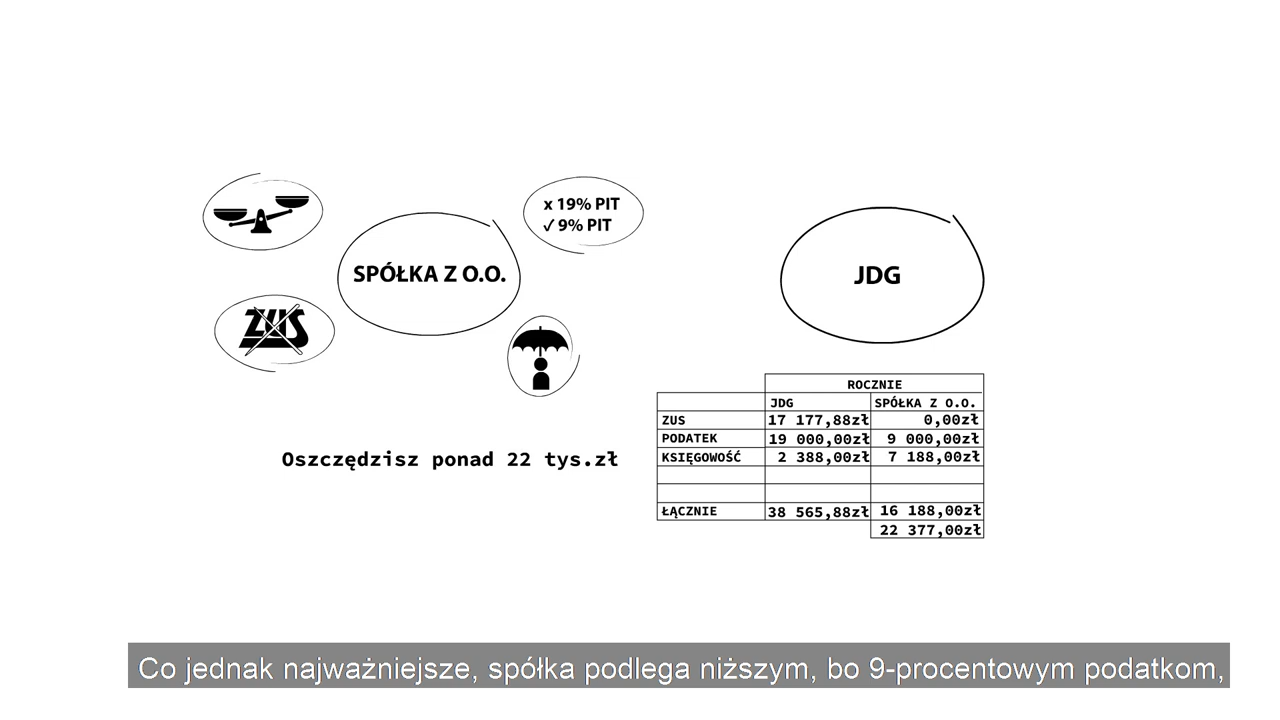 x 19% PIT
✓ 9% PIT
SPÓŁKA Z O.O.
JDG
ZUS
ROCZNIE
JDG SPÓŁKA Z O.O.
ZUS 17 177,88zł 0,00zł
PODATEK 19 000,00zł 9 000,00zł
KSIĘGOWOŚĆ 2 388,00zł 7 188,00zł
Oszczędzisz ponad 22 tys.zł
ŁĄCZNIE 38 565,88zł 16 188,00zł
22 377,00zł
Co jednak najważniejsze, spółka podlega niższym, bo 9-procentowym podatkom,